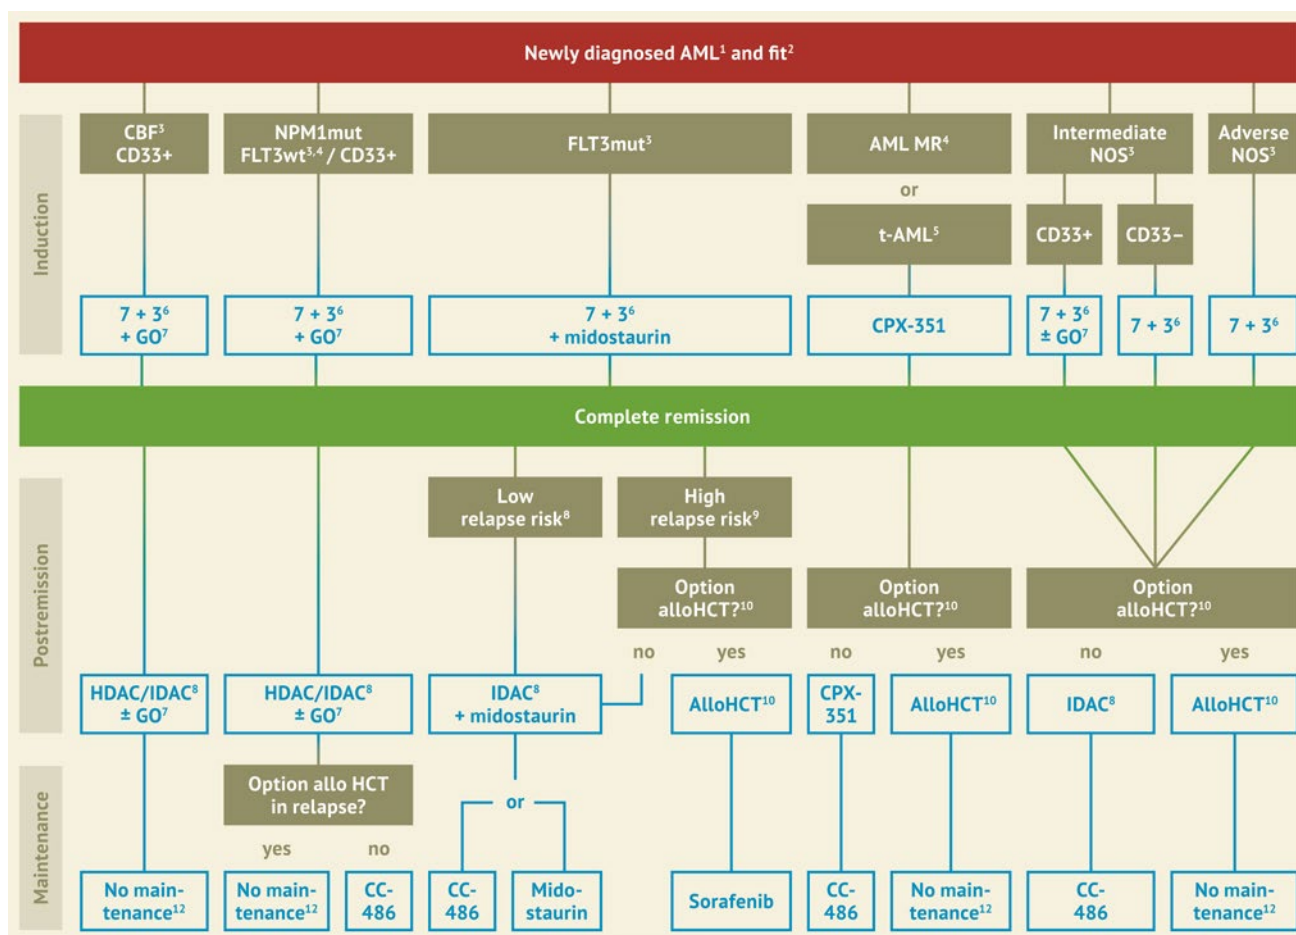 Newly diagnosed AML¹ and fit²
Induction
CBF³
CD33+
NPM1mut
FLT3wt³,⁴ / CD33+
FLT3mut³
AML MR⁴
or
t-AML⁵
Intermediate
NOS³
Adverse
NOS³
CD33+
CD33–
7 + 3⁶
+ GO⁷
7 + 3⁶
+ GO⁷
7 + 3⁶
+ midostaurin
CPX-351
7 + 3⁶
± GO⁷
7 + 3⁶
7 + 3⁶
Complete remission
Postremission
Low
relapse risk⁸
High
relapse risk⁹
Option
alloHCT?¹⁰
Option
alloHCT?¹⁰
Option
alloHCT?¹⁰
no
yes
no
yes
no
yes
HDAC/IDAC⁸
± GO⁷
HDAC/IDAC⁸
± GO⁷
IDAC⁸
+ midostaurin
AlloHCT¹⁰
CPX-
351
AlloHCT¹⁰
IDAC⁸
AlloHCT¹⁰
Maintenance
Option allo HCT
in relapse?
or
yes
no
No main-
tenance¹²
No main-
tenance¹²
CC-
486
CC-
486
Mido-
staurin
Sorafenib
CC-
486
No main-
tenance¹²
CC-
486
No main-
tenance¹²